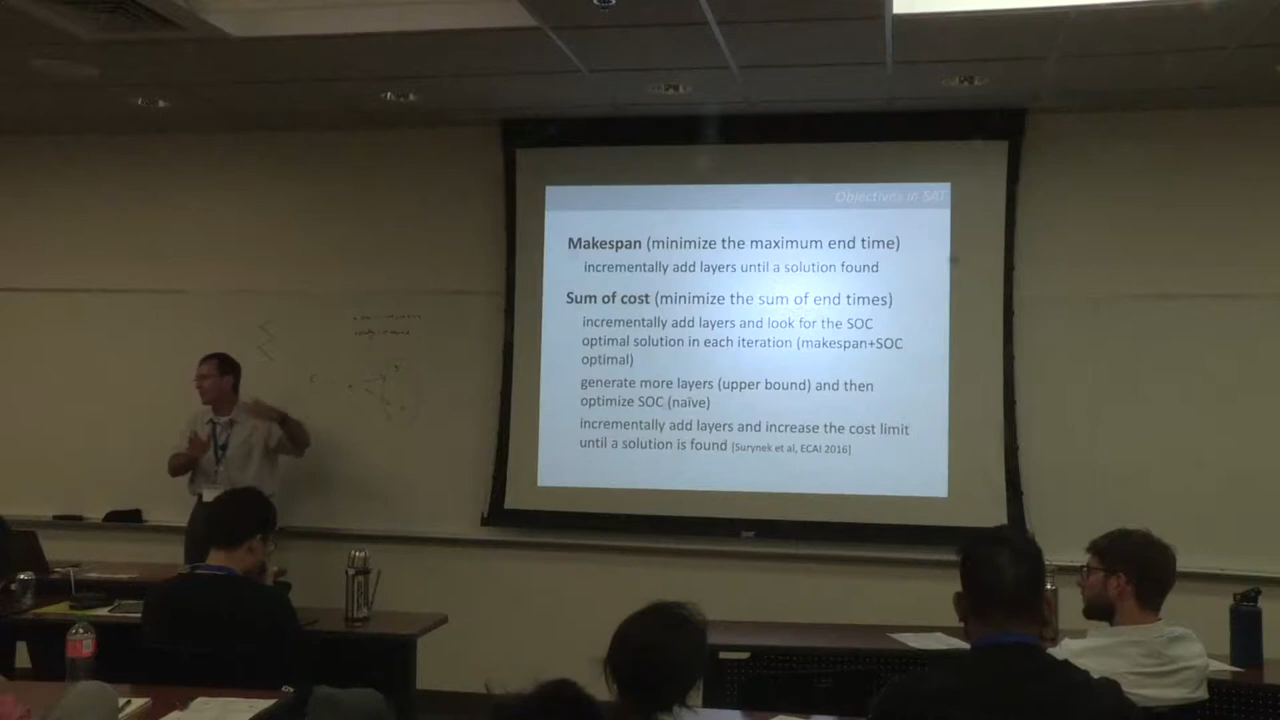 Objectives in SAT
Makespan (minimize the maximum end time)
incrementally add layers until a solution found
Sum of cost (minimize the sum of end times)
incrementally add layers and look for the SOC
optimal solution in each iteration (makespan+SOC
optimal)
generate more layers (upper bound) and then
optimize SOC (naïve)
incrementally add layers and increase the cost limit
until a solution is found [Surynek et al, ECAI 2016]